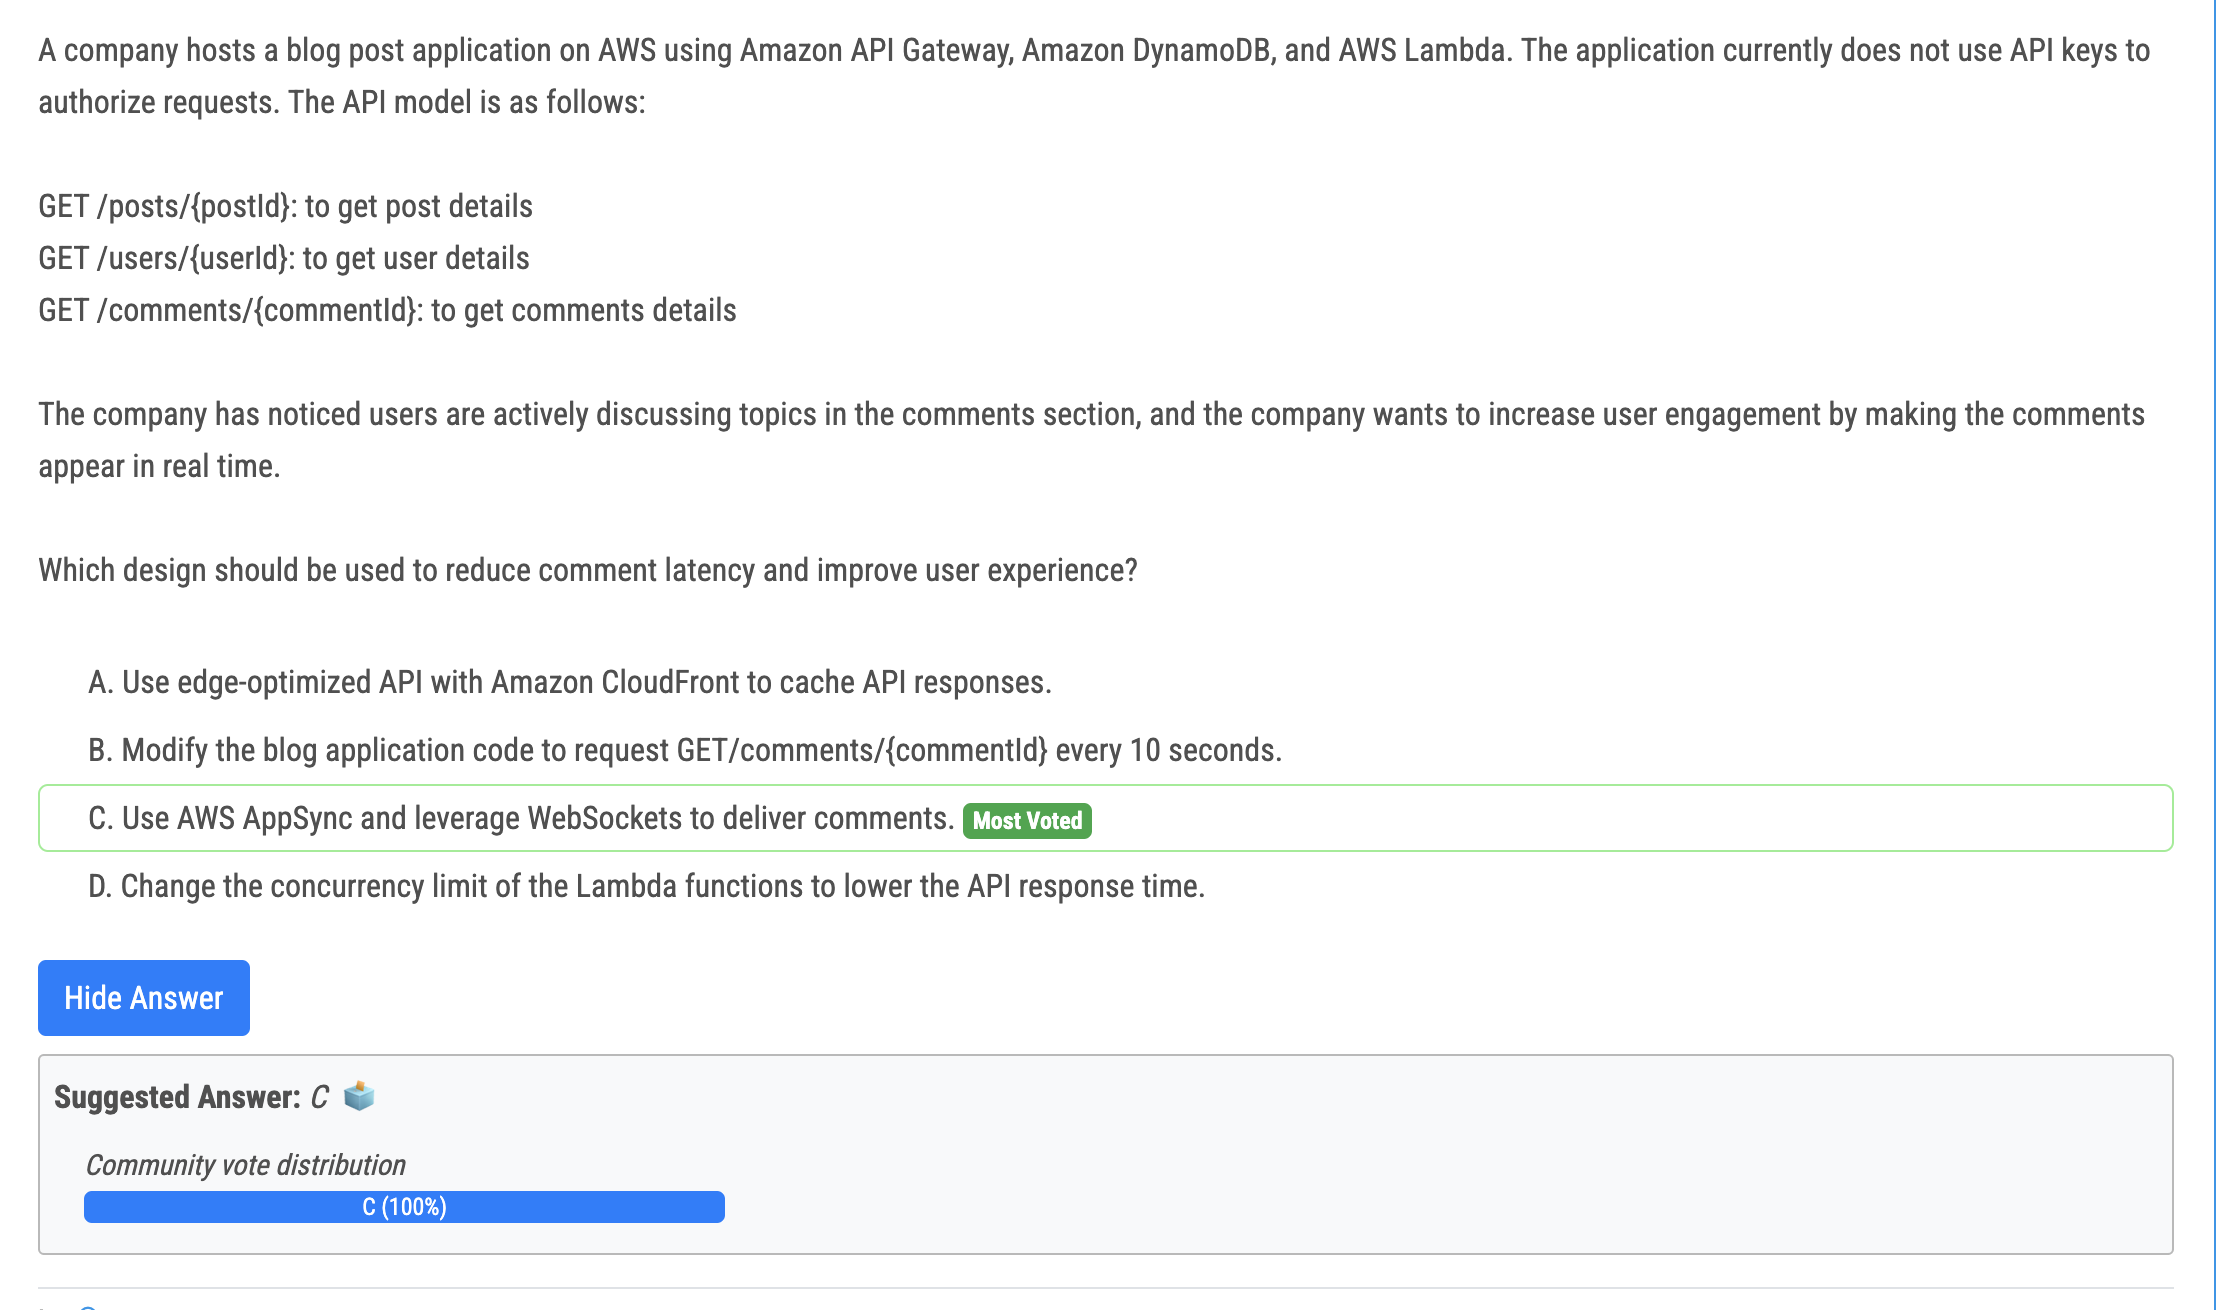 A company hosts a blog post application on AWS using Amazon API Gateway, Amazon DynamoDB, and AWS Lambda. The application currently does not use API keys to
authorize requests. The API model is as follows:
GET /posts/{postId}: to get post details
GET /users/{userId}: to get user details
GET /comments/{commentId}: to get comments details
The company has noticed users are actively discussing topics in the comments section, and the company wants to increase user engagement by making the comments
appear in real time.
Which design should be used to reduce comment latency and improve user experience?
A. Use edge-optimized API with Amazon CloudFront to cache API responses.
B. Modify the blog application code to request GET/comments/{commentId} every 10 seconds.
C. Use AWS AppSync and leverage WebSockets to deliver comments. Most Voted
D. Change the concurrency limit of the Lambda functions to lower the API response time.
Hide Answer
Suggested Answer: C
Community vote distribution
C (100%)